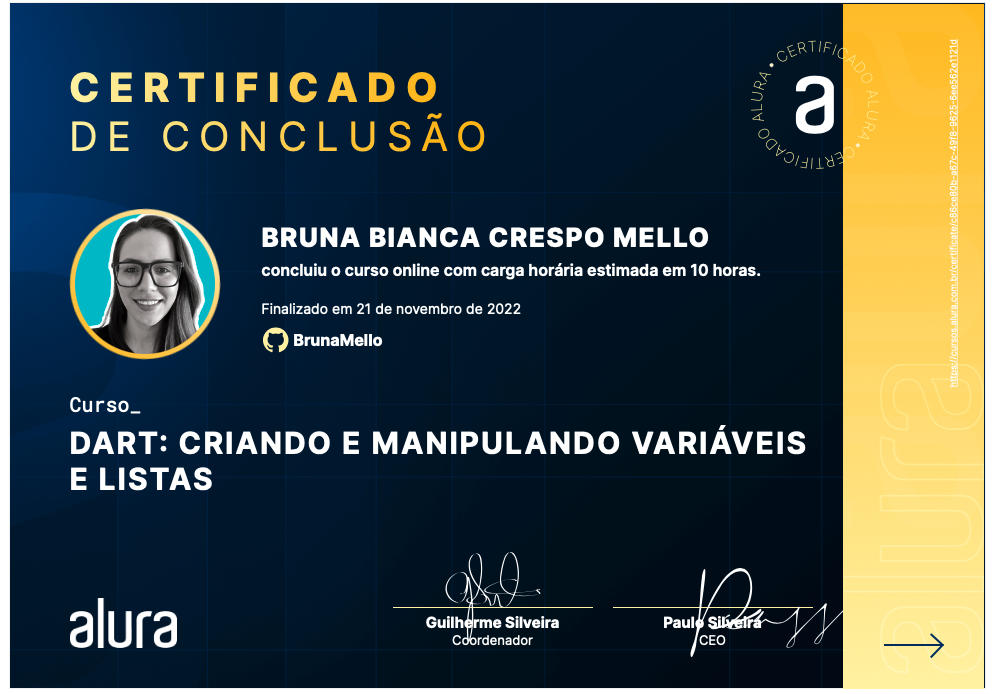 CERTIFICADO
DE CONCLUSÃO
CERTIFICADO ALURA • CERTIFICADO ALURA •
a
BRUNA BIANCA CRESPO MELLO
concluiu o curso online com carga horária estimada em 10 horas.
Finalizado em 21 de novembro de 2022
BrunaMello
Curso_
DART: CRIANDO E MANIPULANDO VARIÁVEIS
E LISTAS
alura
Guilherme Silveira
Coordenador
Paulo Silveira
CEO
alura